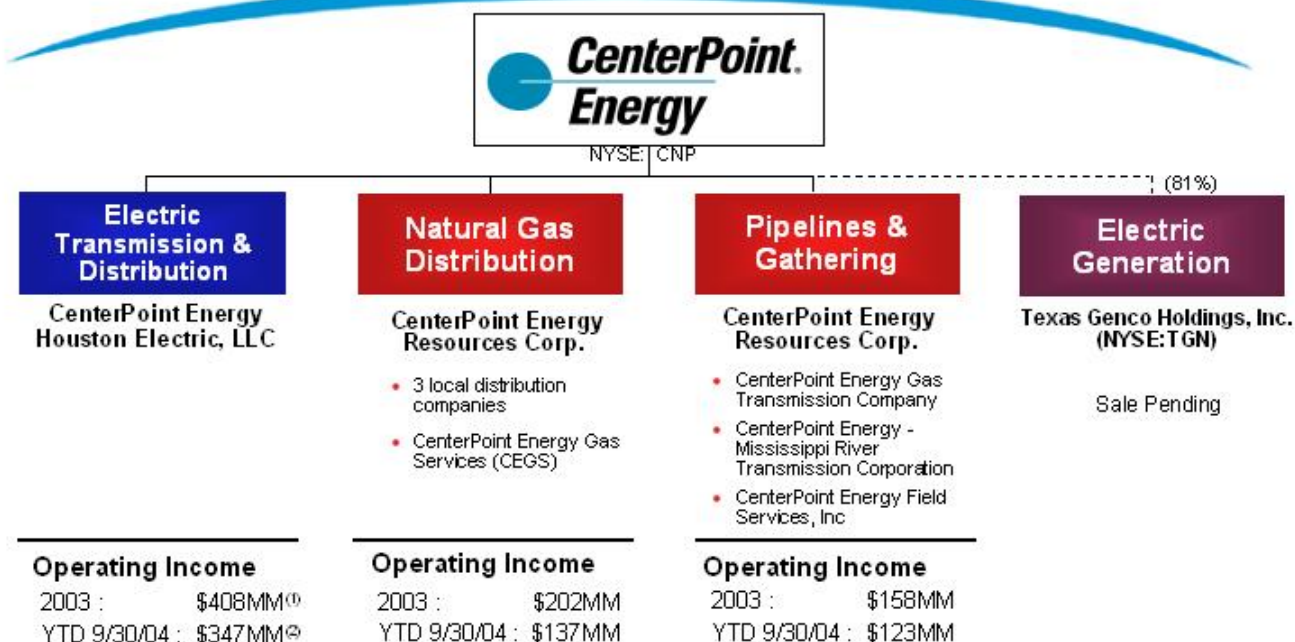 CenterPoint®
Energy
NYSE: CNP
(81%)
Electric
Transmission &
Distribution
CenterPoint Energy
Houston Electric, LLC
Operating Income
2003 : $408MM(1)
YTD 9/30/04 : $347MM(2)
Natural Gas
Distribution
CenterPoint Energy
Resources Corp.
• 3 local distribution
companies
• CenterPoint Energy Gas
Services (CEGS)
Operating Income
2003 : $202MM
YTD 9/30/04 : $137MM
Pipelines &
Gathering
CenterPoint Energy
Resources Corp.
• CenterPoint Energy Gas
Transmission Company
• CenterPoint Energy -
Mississippi River
Transmission Corporation
• CenterPoint Energy Field
Services, Inc
Operating Income
2003 : $158MM
YTD 9/30/04 : $123MM
Electric
Generation
Texas Genco Holdings, Inc.
(NYSE:TGN)
Sale Pending